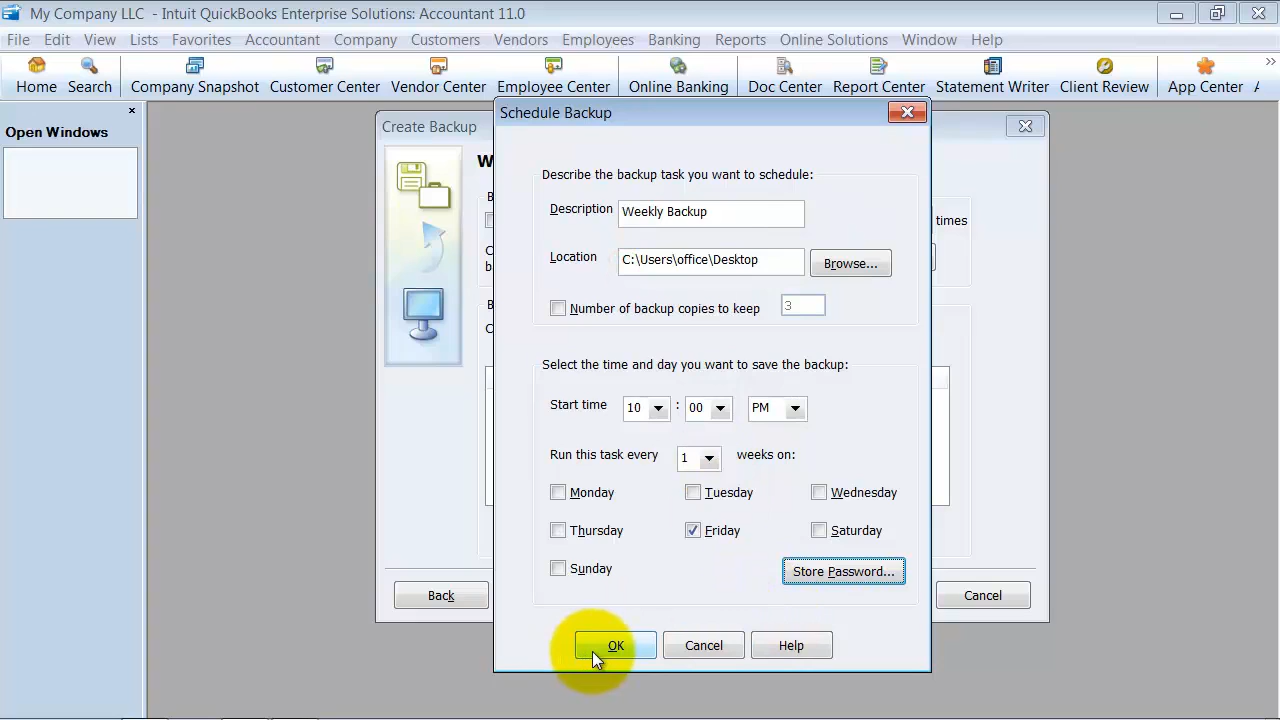 My Company LLC - Intuit QuickBooks Enterprise Solutions: Accountant 11.0
File Edit View Lists Favorites Accountant Company Customers Vendors Employees Banking Reports Online Solutions Window Help
Home Search Company Snapshot Customer Center Vendor Center Employee Center Online Banking Doc Center Report Center Statement Writer Client Review App Center
Open Windows
Create Backup
W
B
times
C
b
B
C
Back
Cancel
Schedule Backup
Describe the backup task you want to schedule:
Description Weekly Backup
Location C:\Users\office\Desktop Browse...
Number of backup copies to keep 3
Select the time and day you want to save the backup:
Start time 10 : 00 PM
Run this task every 1 weeks on:
Monday Tuesday Wednesday
Thursday Friday Saturday
Sunday Store Password...
OK Cancel Help